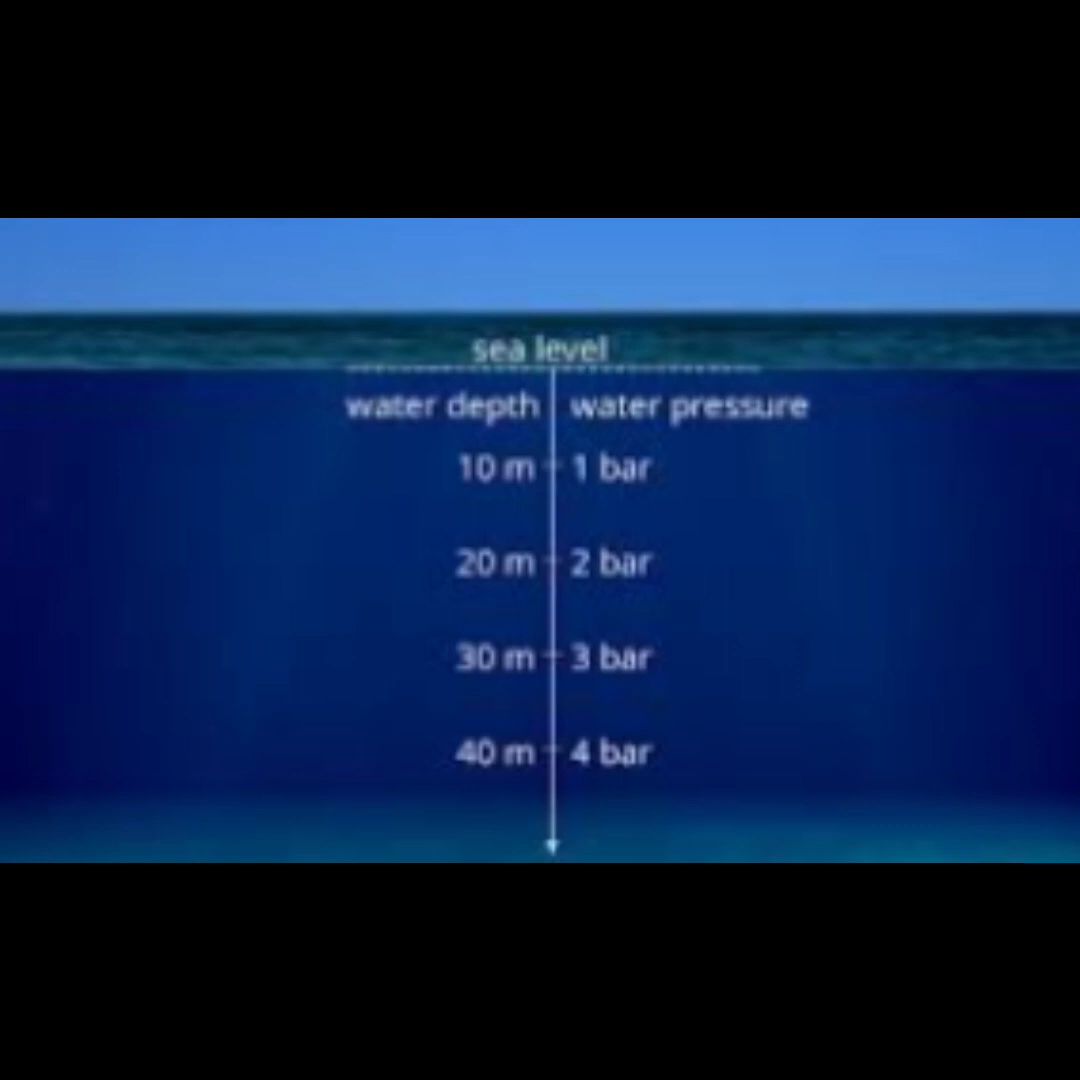 sea level
water depth water pressure
10 m 1 bar
20 m 2 bar
30 m 3 bar
40 m 4 bar